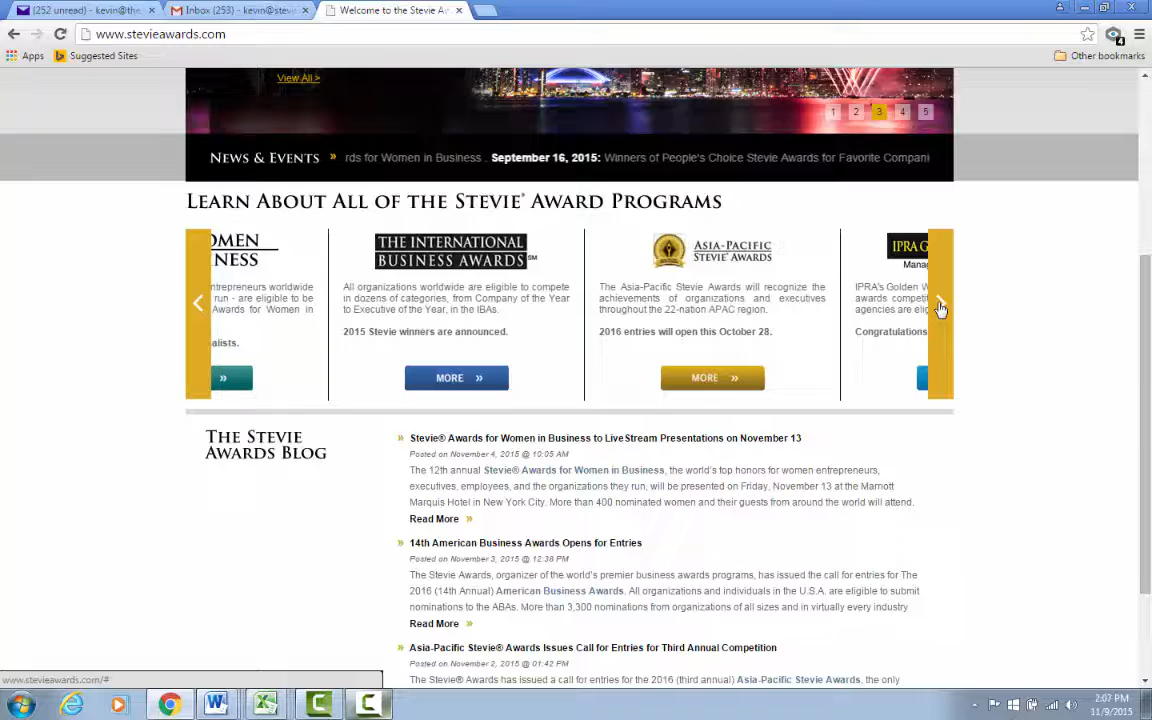 (252 unread) - kevin@the
Inbox (253) - kevin@stevi
Welcome to the Stevie Aw
www.stevieawards.com
4
Apps
Suggested Sites
Other bookmarks
View All >
1 2 3 4 5
News & Events » rds for Women in Business . September 16, 2015: Winners of People's Choice Stevie Awards for Favorite Compani
Learn About All of the Stevie® Award Programs
OMEN
NESS
entrepreneurs worldwide
run - are eligible to be
Awards for Women in
alists.
»
THE INTERNATIONAL
BUSINESS AWARDS SM
All organizations worldwide are eligible to compete
in dozens of categories, from Company of the Year
to Executive of the Year, in the IBAs.
2015 Stevie winners are announced.
MORE »
Asia-Pacific
Stevie® Awards
The Asia-Pacific Stevie Awards will recognize the
achievements of organizations and executives
throughout the 22-nation APAC region.
2016 entries will open this October 28.
MORE »
IPRA G
Mana
IPRA's Golden W
awards competi
agencies are elig
Congratulations
The Stevie
Awards Blog
» Stevie® Awards for Women in Business to LiveStream Presentations on November 13
Posted on November 4, 2015 @ 10:05 AM
The 12th annual Stevie® Awards for Women in Business, the world's top honors for women entrepreneurs,
executives, employees, and the organizations they run, will be presented on Friday, November 13 at the Marriott
Marquis Hotel in New York City. More than 400 nominated women and their guests from around the world will attend.
Read More »
» 14th American Business Awards Opens for Entries
Posted on November 3, 2015 @ 12:38 PM
The Stevie Awards, organizer of the world's premier business awards programs, has issued the call for entries for The
2016 (14th Annual) American Business Awards. All organizations and individuals in the U.S.A. are eligible to submit
nominations to the ABAs. More than 3,300 nominations from organizations of all sizes and in virtually every industry
Read More »
» Asia-Pacific Stevie® Awards Issues Call for Entries for Third Annual Competition
Posted on November 2, 2015 @ 01:42 PM
The Stevie® Awards has issued a call for entries for the 2016 (third annual) Asia-Pacific Stevie Awards, the only
www.stevieawards.com/#
2:07 PM
11/9/2015